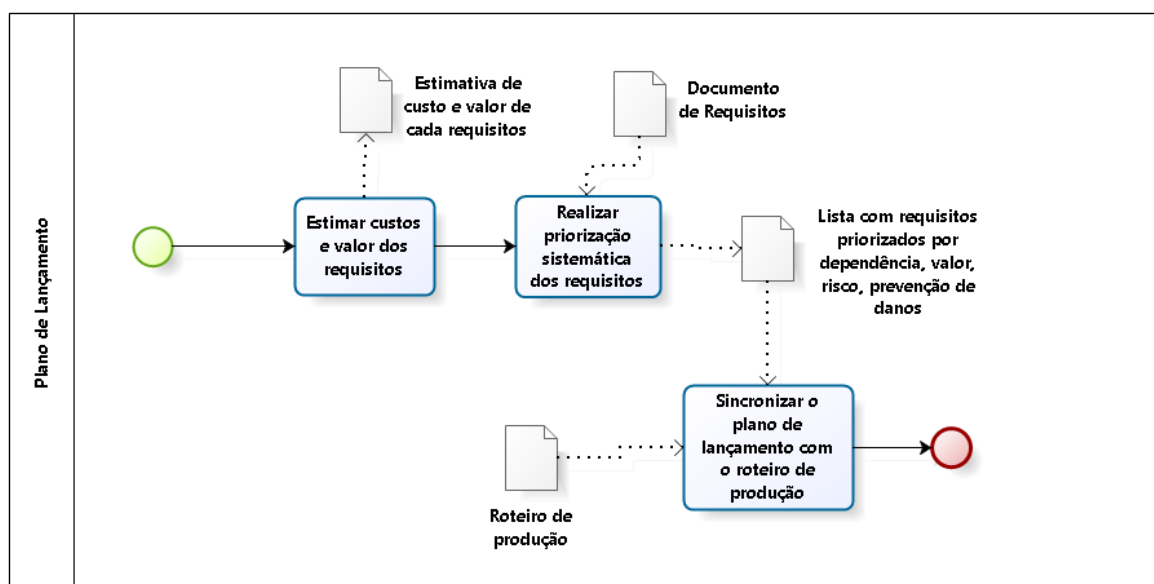 Plano de Lançamento
Estimativa de
custo e valor de
cada requisitos
Documento
de Requisitos
Estimar custos
e valor dos
requisitos
Realizar
priorização
sistemática
dos requisitos
Lista com requisitos
priorizados por
dependência, valor,
risco, prevenção de
danos
Sincronizar o
plano de
lançamento com
o roteiro de
produção
Roteiro de
produção